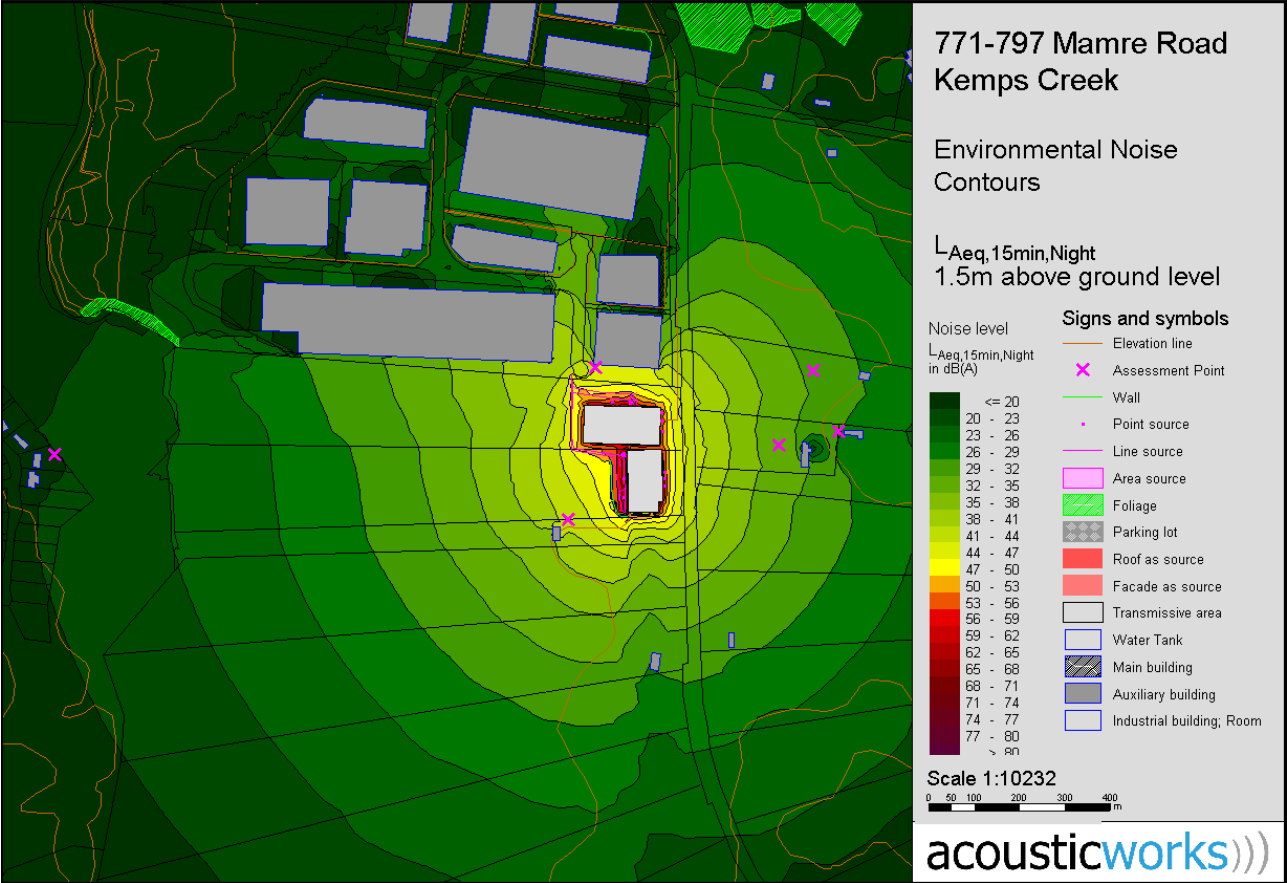 771-797 Mamre Road
Kemps Creek
Environmental Noise
Contours
LAeq,15min,Night
1.5m above ground level
Noise level
LAeq,15min,Night
in dB(A)
<= 20
20 - 23
23 - 26
26 - 29
29 - 32
32 - 35
35 - 38
38 - 41
41 - 44
44 - 47
47 - 50
50 - 53
53 - 56
56 - 59
59 - 62
62 - 65
65 - 68
68 - 71
71 - 74
74 - 77
77 - 80
> 80
Signs and symbols
Elevation line
Assessment Point
Wall
Point source
Line source
Area source
Foliage
Parking lot
Roof as source
Facade as source
Transmissive area
Water Tank
Main building
Auxiliary building
Industrial building; Room
Scale 1:10232
0 50 100 200 300 400
m
acousticworks)))